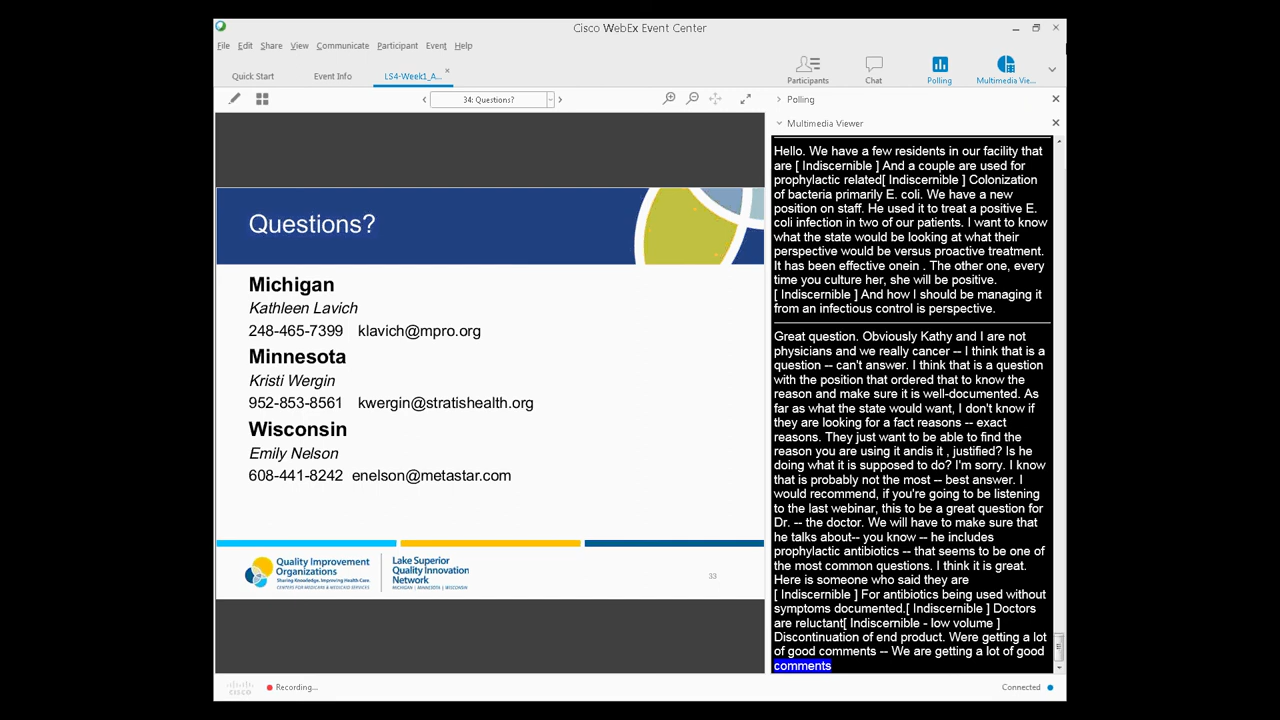 Cisco WebEx Event Center
File Edit Share View Communicate Participant Event Help
Quick Start Event Info LS4-Week1_A...
Participants Chat Polling Multimedia Vie...
34: Questions?
Polling
Multimedia Viewer
Questions?
Michigan
Kathleen Lavich
248-465-7399 klavich@mpro.org
Minnesota
Kristi Wergin
952-853-8561 kwergin@stratishealth.org
Wisconsin
Emily Nelson
608-441-8242 enelson@metastar.com
Quality Improvement
Organizations
Sharing Knowledge. Improving Health Care.
CENTERS FOR MEDICARE & MEDICAID SERVICES
Lake Superior
Quality Innovation
Network
MICHIGAN | MINNESOTA | WISCONSIN
33
Hello. We have a few residents in our facility that
are [ Indiscernible ] And a couple are used for
prophylactic related[ Indiscernible ] Colonization
of bacteria primarily E. coli. We have a new
position on staff. He used it to treat a positive E.
coli infection in two of our patients. I want to know
what the state would be looking at what their
perspective would be versus proactive treatment.
It has been effective onein . The other one, every
time you culture her, she will be positive.
[ Indiscernible ] And how I should be managing it
from an infectious control is perspective.
Great question. Obviously Kathy and I are not
physicians and we really cancer -- I think that is a
question -- can't answer. I think that is a question
with the position that ordered that to know the
reason and make sure it is well-documented. As
far as what the state would want, I don't know if
they are looking for a fact reasons -- exact
reasons. They just want to be able to find the
reason you are using it andis it , justified? Is he
doing what it is supposed to do? I'm sorry. I know
that is probably not the most -- best answer. I
would recommend, if you're going to be listening
to the last webinar, this to be a great question for
Dr. -- the doctor. We will have to make sure that
he talks about-- you know -- he includes
prophylactic antibiotics -- that seems to be one of
the most common questions. I think it is great.
Here is someone who said they are
[ Indiscernible ] For antibiotics being used without
symptoms documented.[ Indiscernible ] Doctors
are reluctant[ Indiscernible - low volume ]
Discontinuation of end product. Were getting a lot
of good comments -- We are getting a lot of good
comments
cisco
Recording...
Connected